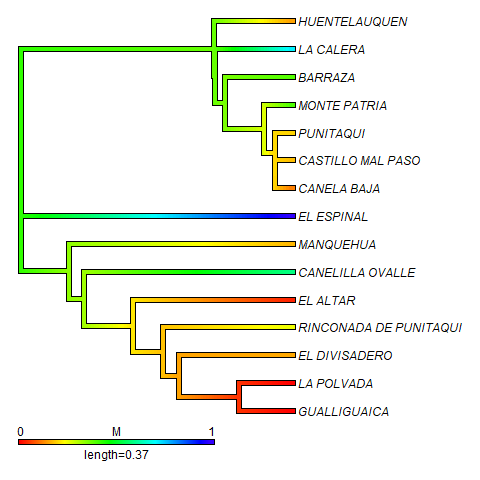 HUENTELAUQUEN
LA CALERA
BARRAZA
MONTE PATRIA
PUNITAQUI
CASTILLO MAL PASO
CANELA BAJA
EL ESPINAL
MANQUEHUA
CANELILLA OVALLE
EL ALTAR
RINCONADA DE PUNITAQUI
EL DIVISADERO
LA POLVADA
GUALLIGUAICA
0 M 1
length=0.37